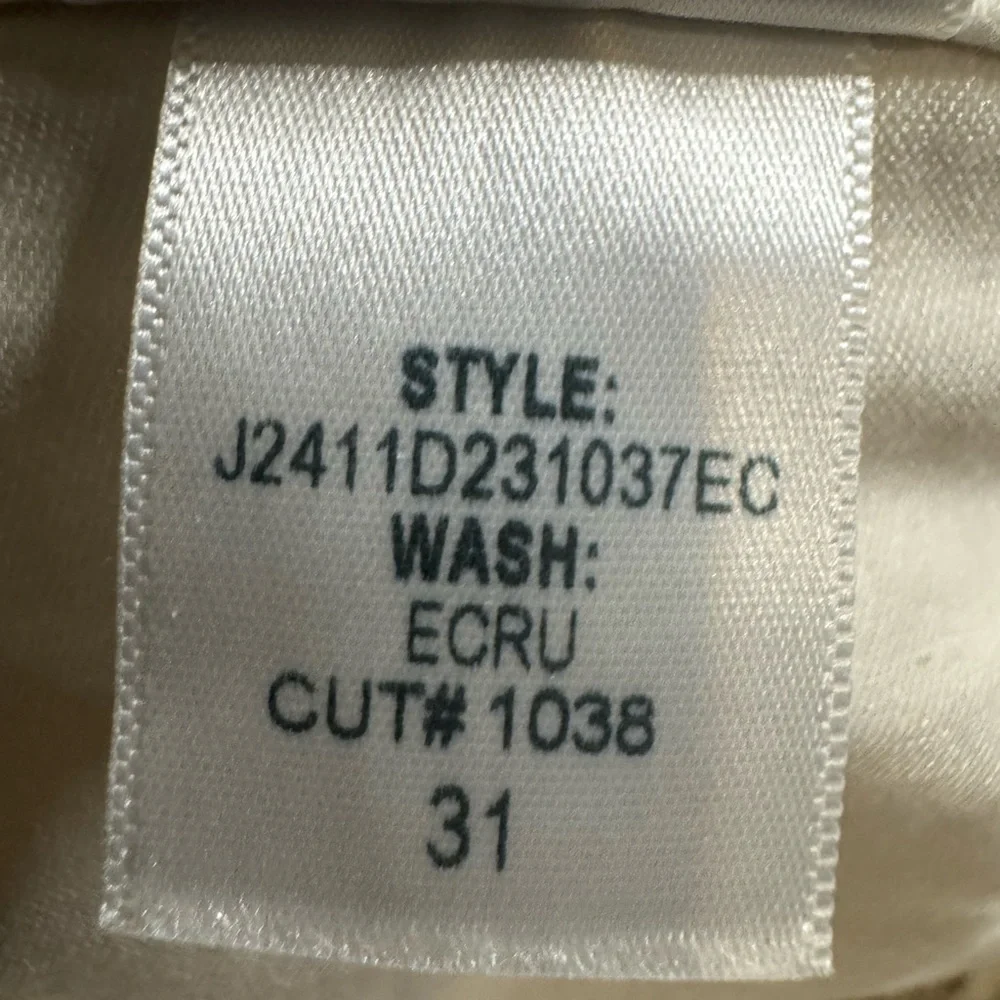 STYLE:
J2411D231037EC
WASH:
ECRU
CUT# 1038
31